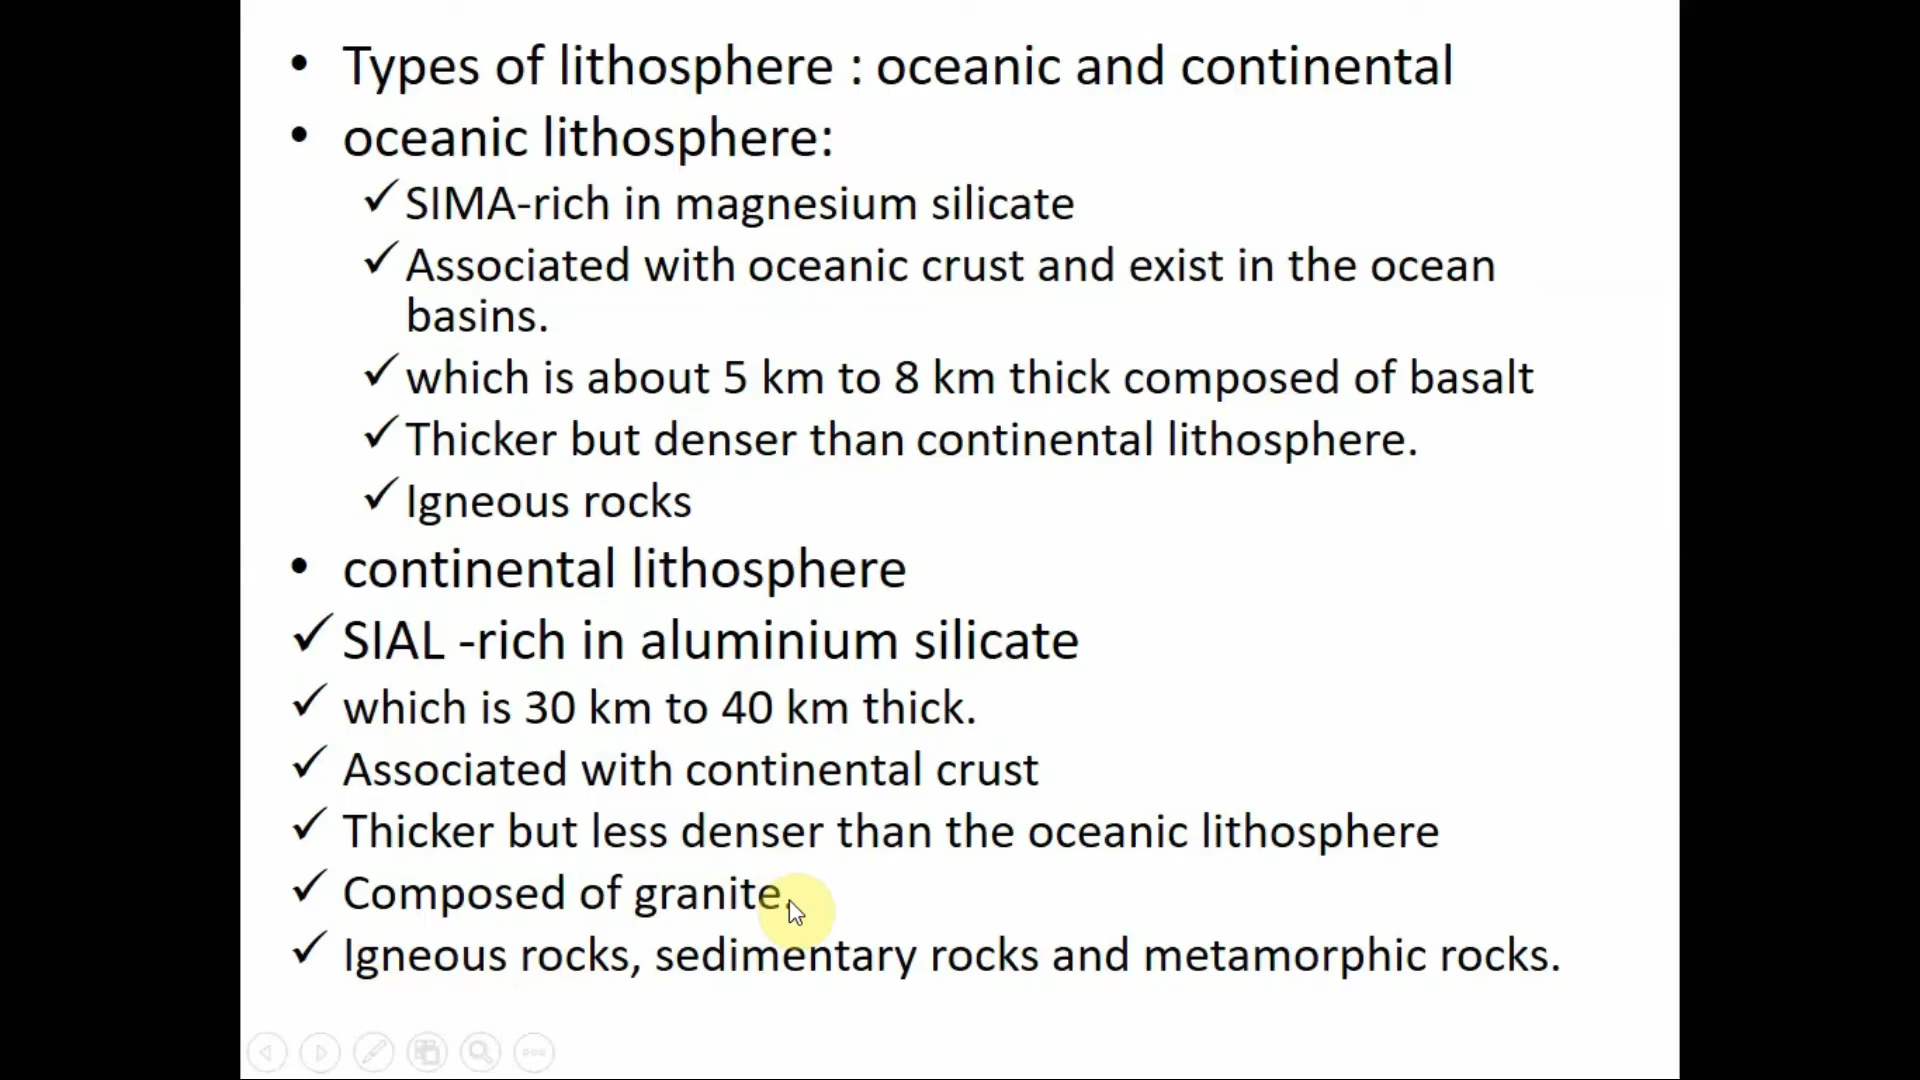 • Types of lithosphere : oceanic and continental
• oceanic lithosphere:
✓ SIMA-rich in magnesium silicate
✓ Associated with oceanic crust and exist in the ocean
basins.
✓ which is about 5 km to 8 km thick composed of basalt
✓ Thicker but denser than continental lithosphere.
✓ Igneous rocks
• continental lithosphere
✓ SIAL -rich in aluminium silicate
✓ which is 30 km to 40 km thick.
✓ Associated with continental crust
✓ Thicker but less denser than the oceanic lithosphere
✓ Composed of granite.
✓ Igneous rocks, sedimentary rocks and metamorphic rocks.